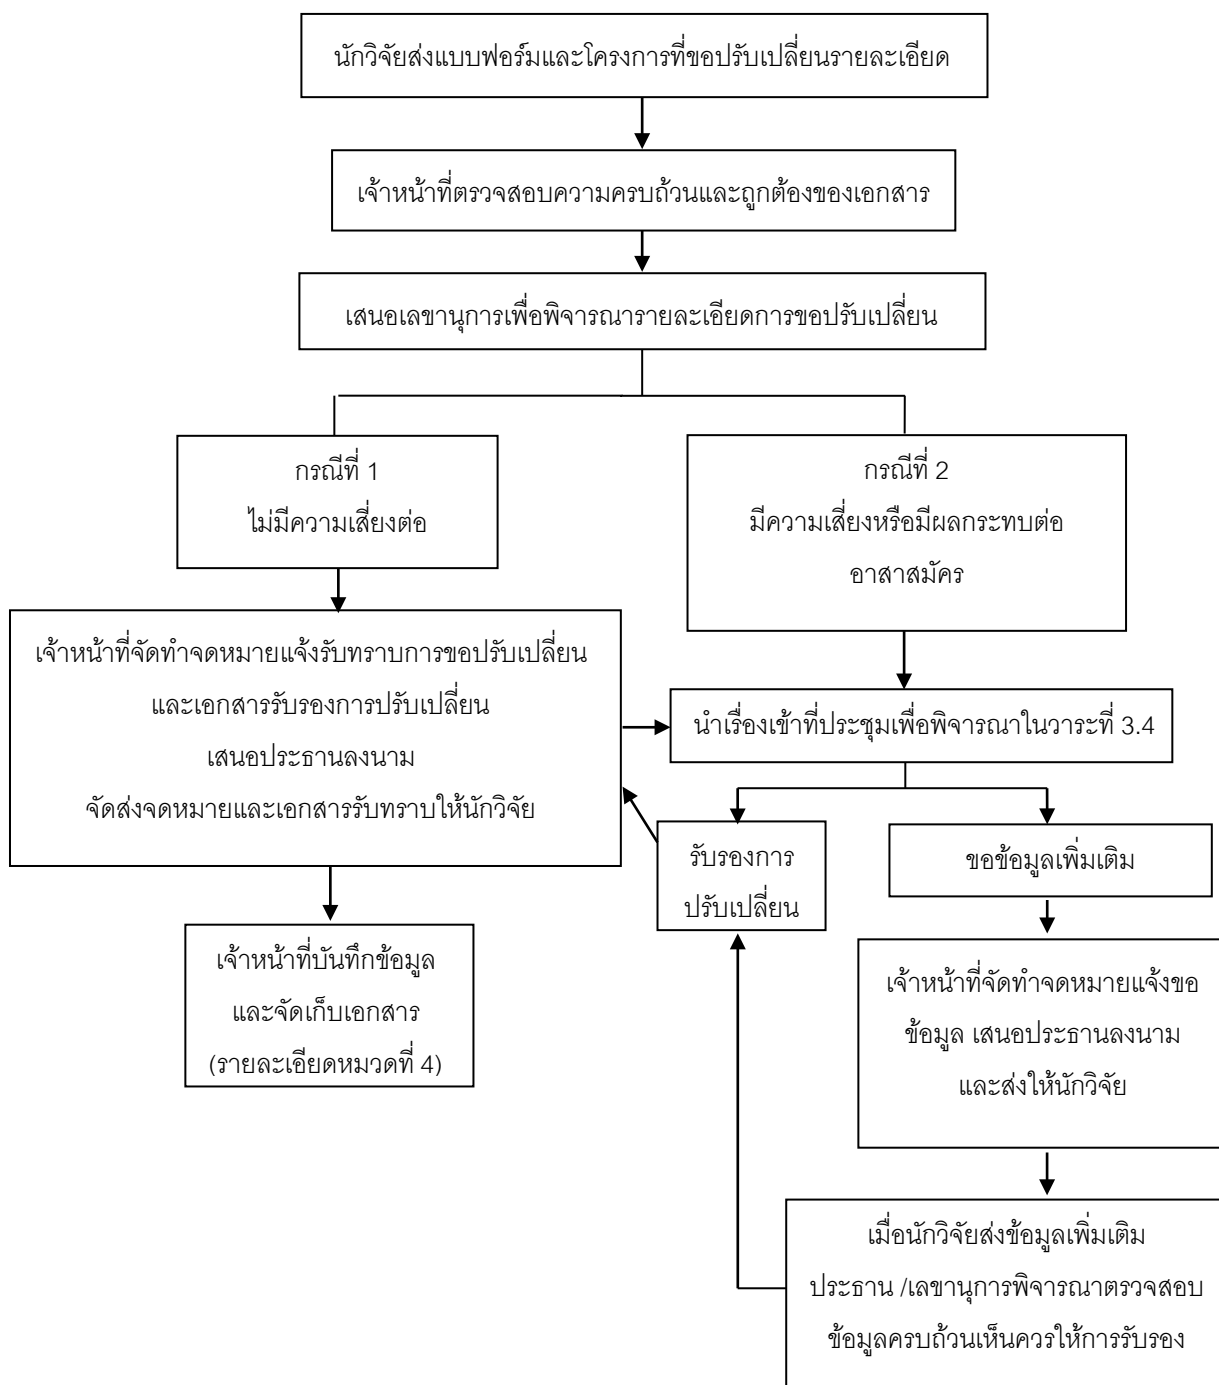 นักวิจัยส่งแบบฟอร์มและโครงการที่ขอปรับเปลี่ยนรายละเอียด
เจ้าหน้าที่ตรวจสอบความครบถ้วนและถูกต้องของเอกสาร
เสนอเลขานุการเพื่อพิจารณารายละเอียดการขอปรับเปลี่ยน
กรณีที่ 1
ไม่มีความเสี่ยงต่อ
กรณีที่ 2
มีความเสี่ยงหรือมีผลกระทบต่อ
อาสาสมัคร
เจ้าหน้าที่จัดทำจดหมายแจ้งรับทราบการขอปรับเปลี่ยน
และเอกสารรับรองการปรับเปลี่ยน
เสนอประธานลงนาม
จัดส่งจดหมายและเอกสารรับทราบให้นักวิจัย
นำเรื่องเข้าที่ประชุมเพื่อพิจารณาในวาระที่ 3.4
รับรองการ
ปรับเปลี่ยน
ขอข้อมูลเพิ่มเติม
เจ้าหน้าที่บันทึกข้อมูล
และจัดเก็บเอกสาร
(รายละเอียดหมวดที่ 4)
เจ้าหน้าที่จัดทำจดหมายแจ้งขอ
ข้อมูล เสนอประธานลงนาม
และส่งให้นักวิจัย
เมื่อนักวิจัยส่งข้อมูลเพิ่มเติม
ประธาน /เลขานุการพิจารณาตรวจสอบ
ข้อมูลครบถ้วนเห็นควรให้การรับรอง